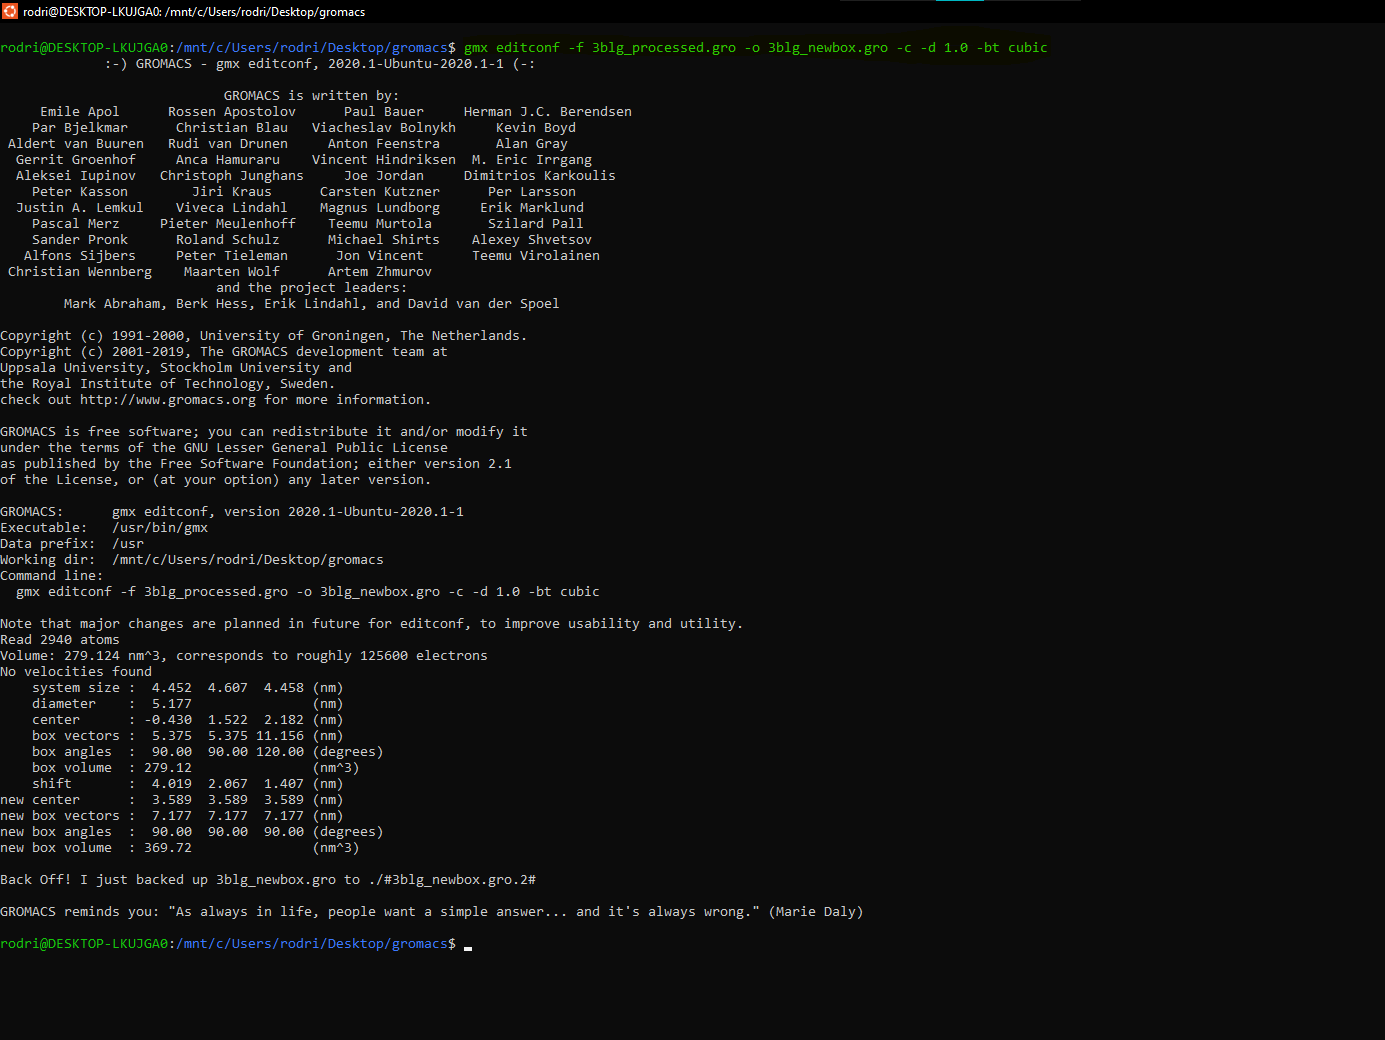 rodri@DESKTOP-LKUJGA0: /mnt/c/Users/rodri/Desktop/gromacs
rodri@DESKTOP-LKUJGA0:/mnt/c/Users/rodri/Desktop/gromacs$ gmx editconf -f 3blg_processed.gro -o 3blg_newbox.gro -c -d 1.0 -bt cubic
:-) GROMACS - gmx editconf, 2020.1-Ubuntu-2020.1-1 (-:
GROMACS is written by:
Emile Apol Rossen Apostolov Paul Bauer Herman J.C. Berendsen
Par Bjelkmar Christian Blau Viacheslav Bolnykh Kevin Boyd
Aldert van Buuren Rudi van Drunen Anton Feenstra Alan Gray
Gerrit Groenhof Anca Hamuraru Vincent Hindriksen M. Eric Irrgang
Aleksei Iupinov Christoph Junghans Joe Jordan Dimitrios Karkoulis
Peter Kasson Jiri Kraus Carsten Kutzner Per Larsson
Justin A. Lemkul Viveca Lindahl Magnus Lundborg Erik Marklund
Pascal Merz Pieter Meulenhoff Teemu Murtola Szilard Pall
Sander Pronk Roland Schulz Michael Shirts Alexey Shvetsov
Alfons Sijbers Peter Tieleman Jon Vincent Teemu Virolainen
Christian Wennberg Maarten Wolf Artem Zhmurov
and the project leaders:
Mark Abraham, Berk Hess, Erik Lindahl, and David van der Spoel
Copyright (c) 1991-2000, University of Groningen, The Netherlands.
Copyright (c) 2001-2019, The GROMACS development team at
Uppsala University, Stockholm University and
the Royal Institute of Technology, Sweden.
check out http://www.gromacs.org for more information.
GROMACS is free software; you can redistribute it and/or modify it
under the terms of the GNU Lesser General Public License
as published by the Free Software Foundation; either version 2.1
of the License, or (at your option) any later version.
GROMACS: gmx editconf, version 2020.1-Ubuntu-2020.1-1
Executable: /usr/bin/gmx
Data prefix: /usr
Working dir: /mnt/c/Users/rodri/Desktop/gromacs
Command line:
gmx editconf -f 3blg_processed.gro -o 3blg_newbox.gro -c -d 1.0 -bt cubic
Note that major changes are planned in future for editconf, to improve usability and utility.
Read 2940 atoms
Volume: 279.124 nm^3, corresponds to roughly 125600 electrons
No velocities found
system size : 4.452 4.607 4.458 (nm)
diameter : 5.177 (nm)
center : -0.430 1.522 2.182 (nm)
box vectors : 5.375 5.375 11.156 (nm)
box angles : 90.00 90.00 120.00 (degrees)
box volume : 279.12 (nm^3)
shift : 4.019 2.067 1.407 (nm)
new center : 3.589 3.589 3.589 (nm)
new box vectors : 7.177 7.177 7.177 (nm)
new box angles : 90.00 90.00 90.00 (degrees)
new box volume : 369.72 (nm^3)
Back Off! I just backed up 3blg_newbox.gro to ./#3blg_newbox.gro.2#
GROMACS reminds you: "As always in life, people want a simple answer... and it's always wrong." (Marie Daly)
rodri@DESKTOP-LKUJGA0:/mnt/c/Users/rodri/Desktop/gromacs$